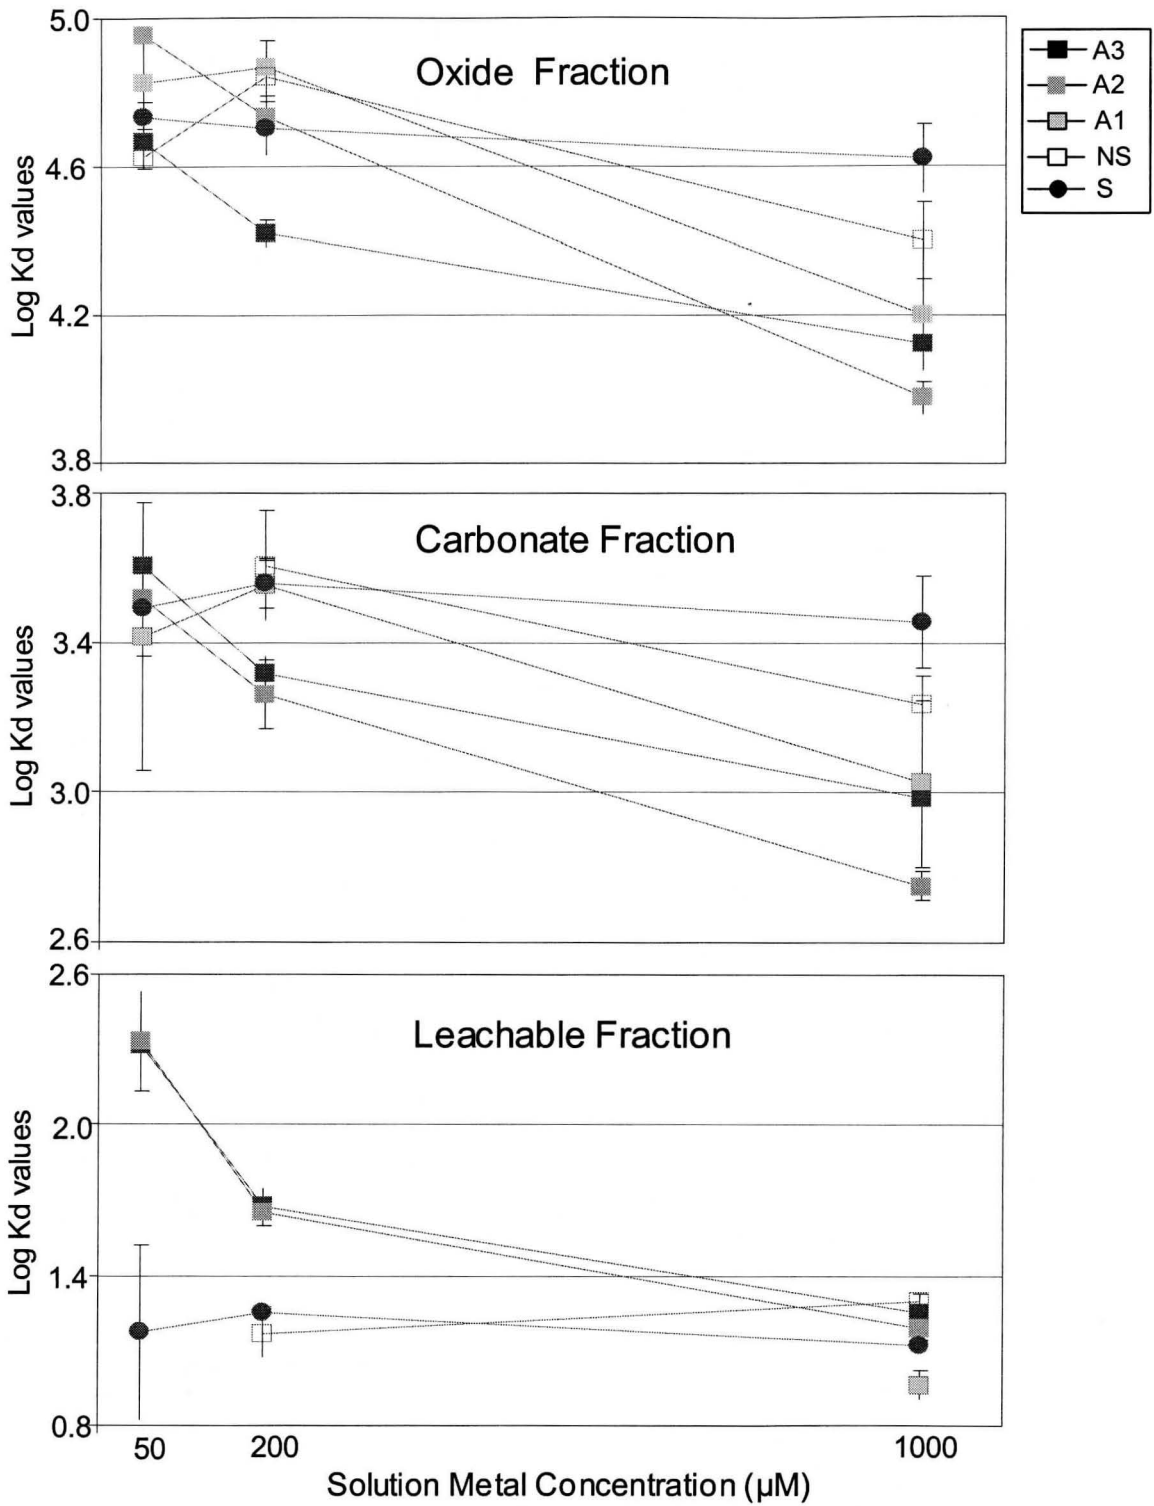 5.0
Oxide Fraction
4.6
4.2
3.8
Log Kd values
A3
A2
A1
NS
S
3.8
Carbonate Fraction
3.4
3.0
2.6
Log Kd values
2.6
Leachable Fraction
2.0
1.4
0.8
Log Kd values
50 200 1000
Solution Metal Concentration (µM)